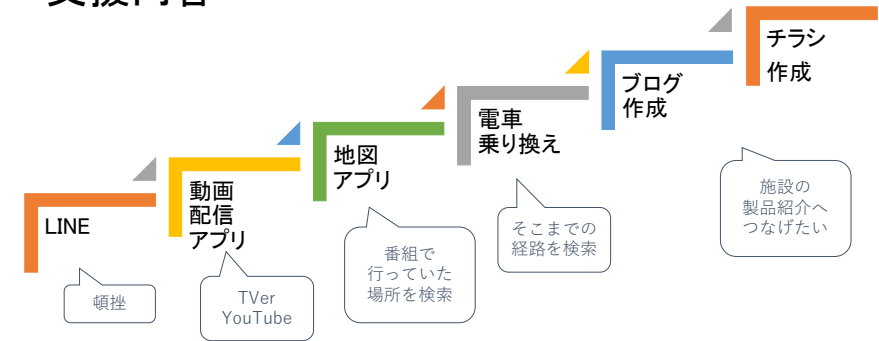 LINE
頓挫
動画
配信
アプリ
TVer
YouTube
地図
アプリ
番組で
行っていた
場所を検索
電車
乗り換え
そこまでの
経路を検索
ブログ
作成
チラシ
作成
施設の
製品紹介へ
つなげたい